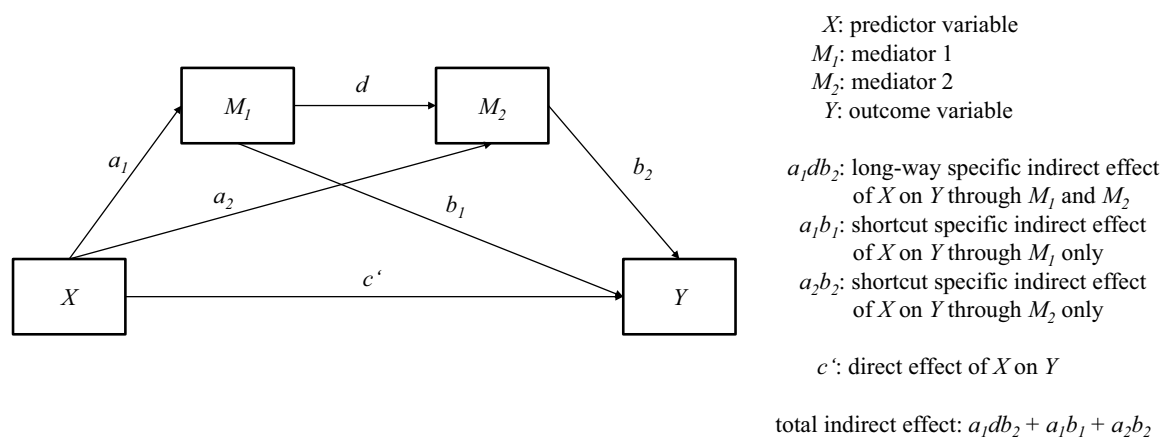 d
M1
M2
a1
a2
b1
b2
X
c‘
Y
X: predictor variable
M1: mediator 1
M2: mediator 2
Y: outcome variable
a1db2: long-way specific indirect effect
of X on Y through M1 and M2
a1b1: shortcut specific indirect effect
of X on Y through M1 only
a2b2: shortcut specific indirect effect
of X on Y through M2 only
c‘: direct effect of X on Y
total indirect effect: a1db2 + a1b1 + a2b2